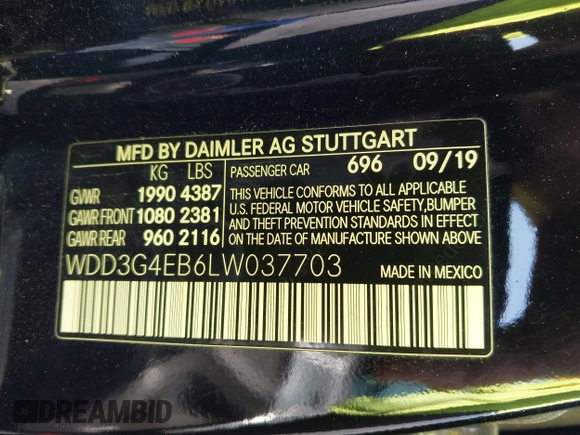 MFD BY DAIMLER AG STUTTGART
KG LBS
GVWR 1990 4387
GAWR FRONT 1080 2381
GAWR REAR 960 2116
PASSENGER CAR 696 09/19
THIS VEHICLE CONFORMS TO ALL APPLICABLE
U.S. FEDERAL MOTOR VEHICLE SAFETY,BUMPER
AND THEFT PREVENTION STANDARDS IN EFFECT
ON THE DATE OF MANUFACTURE SHOWN ABOVE
WDD3G4EB6LW037703 MADE IN MEXICO
DREAMBID